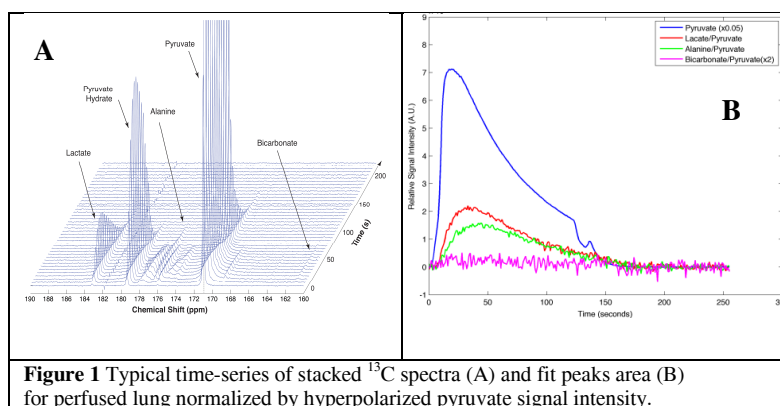 A
Pyruvate
Pyruvate
Hydrate
Alanine
Lactate
Bicarbonate
200
150
100
50
0
Time (s)
190 188 186 184 182 180 178 176 174 172 170 168 166 164 162 160
Chemical Shift (ppm)
B
Pyruvate (x0.05)
Lacate/Pyruvate
Alanine/Pyruvate
Bicarbonate/Pyruvate(x2)
9
8
7
6
5
4
3
2
1
0
-1
Relative Signal Intensity (A.U.)
0 50 100 150 200 250
Time (seconds)
Figure 1 Typical time-series of stacked 13C spectra (A) and fit peaks area (B)
for perfused lung normalized by hyperpolarized pyruvate signal intensity.